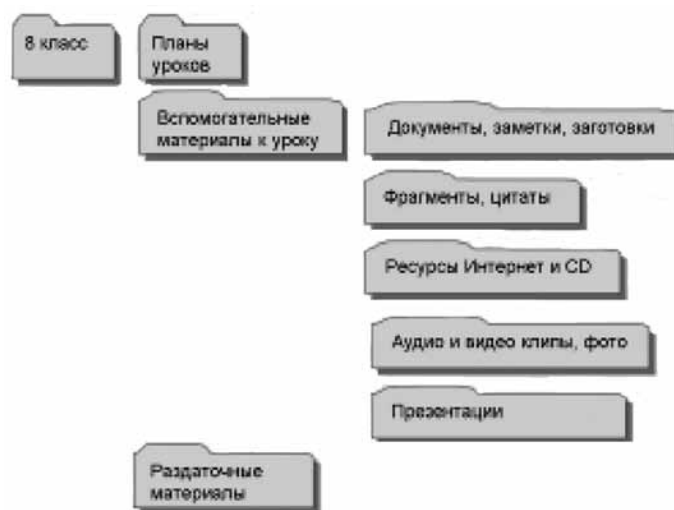 8 класс
Планы
уроков
Вспомогательные
материалы к уроку
Документы, заметки, заготовки
Фрагменты, цитаты
Ресурсы Интернет и CD
Аудио и видео клипы, фото
Презентации
Раздаточные
материалы